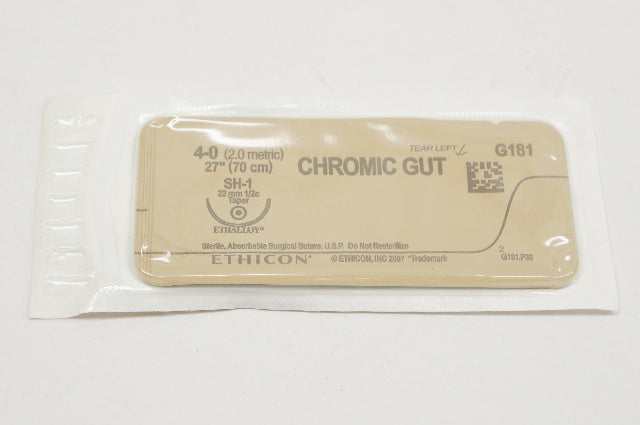 4-0 (2.0 metric)
27" (70 cm)
SH-1
22 mm 1/2c
Taper
ETHALLOY*
TEAR LEFT
CHROMIC GUT
G181
Sterile, Absorbable Surgical Suture, U.S.P. Do Not Resterilize
ETHICON* © ETHICON, INC 2007 *Trademark
2
G181.P30